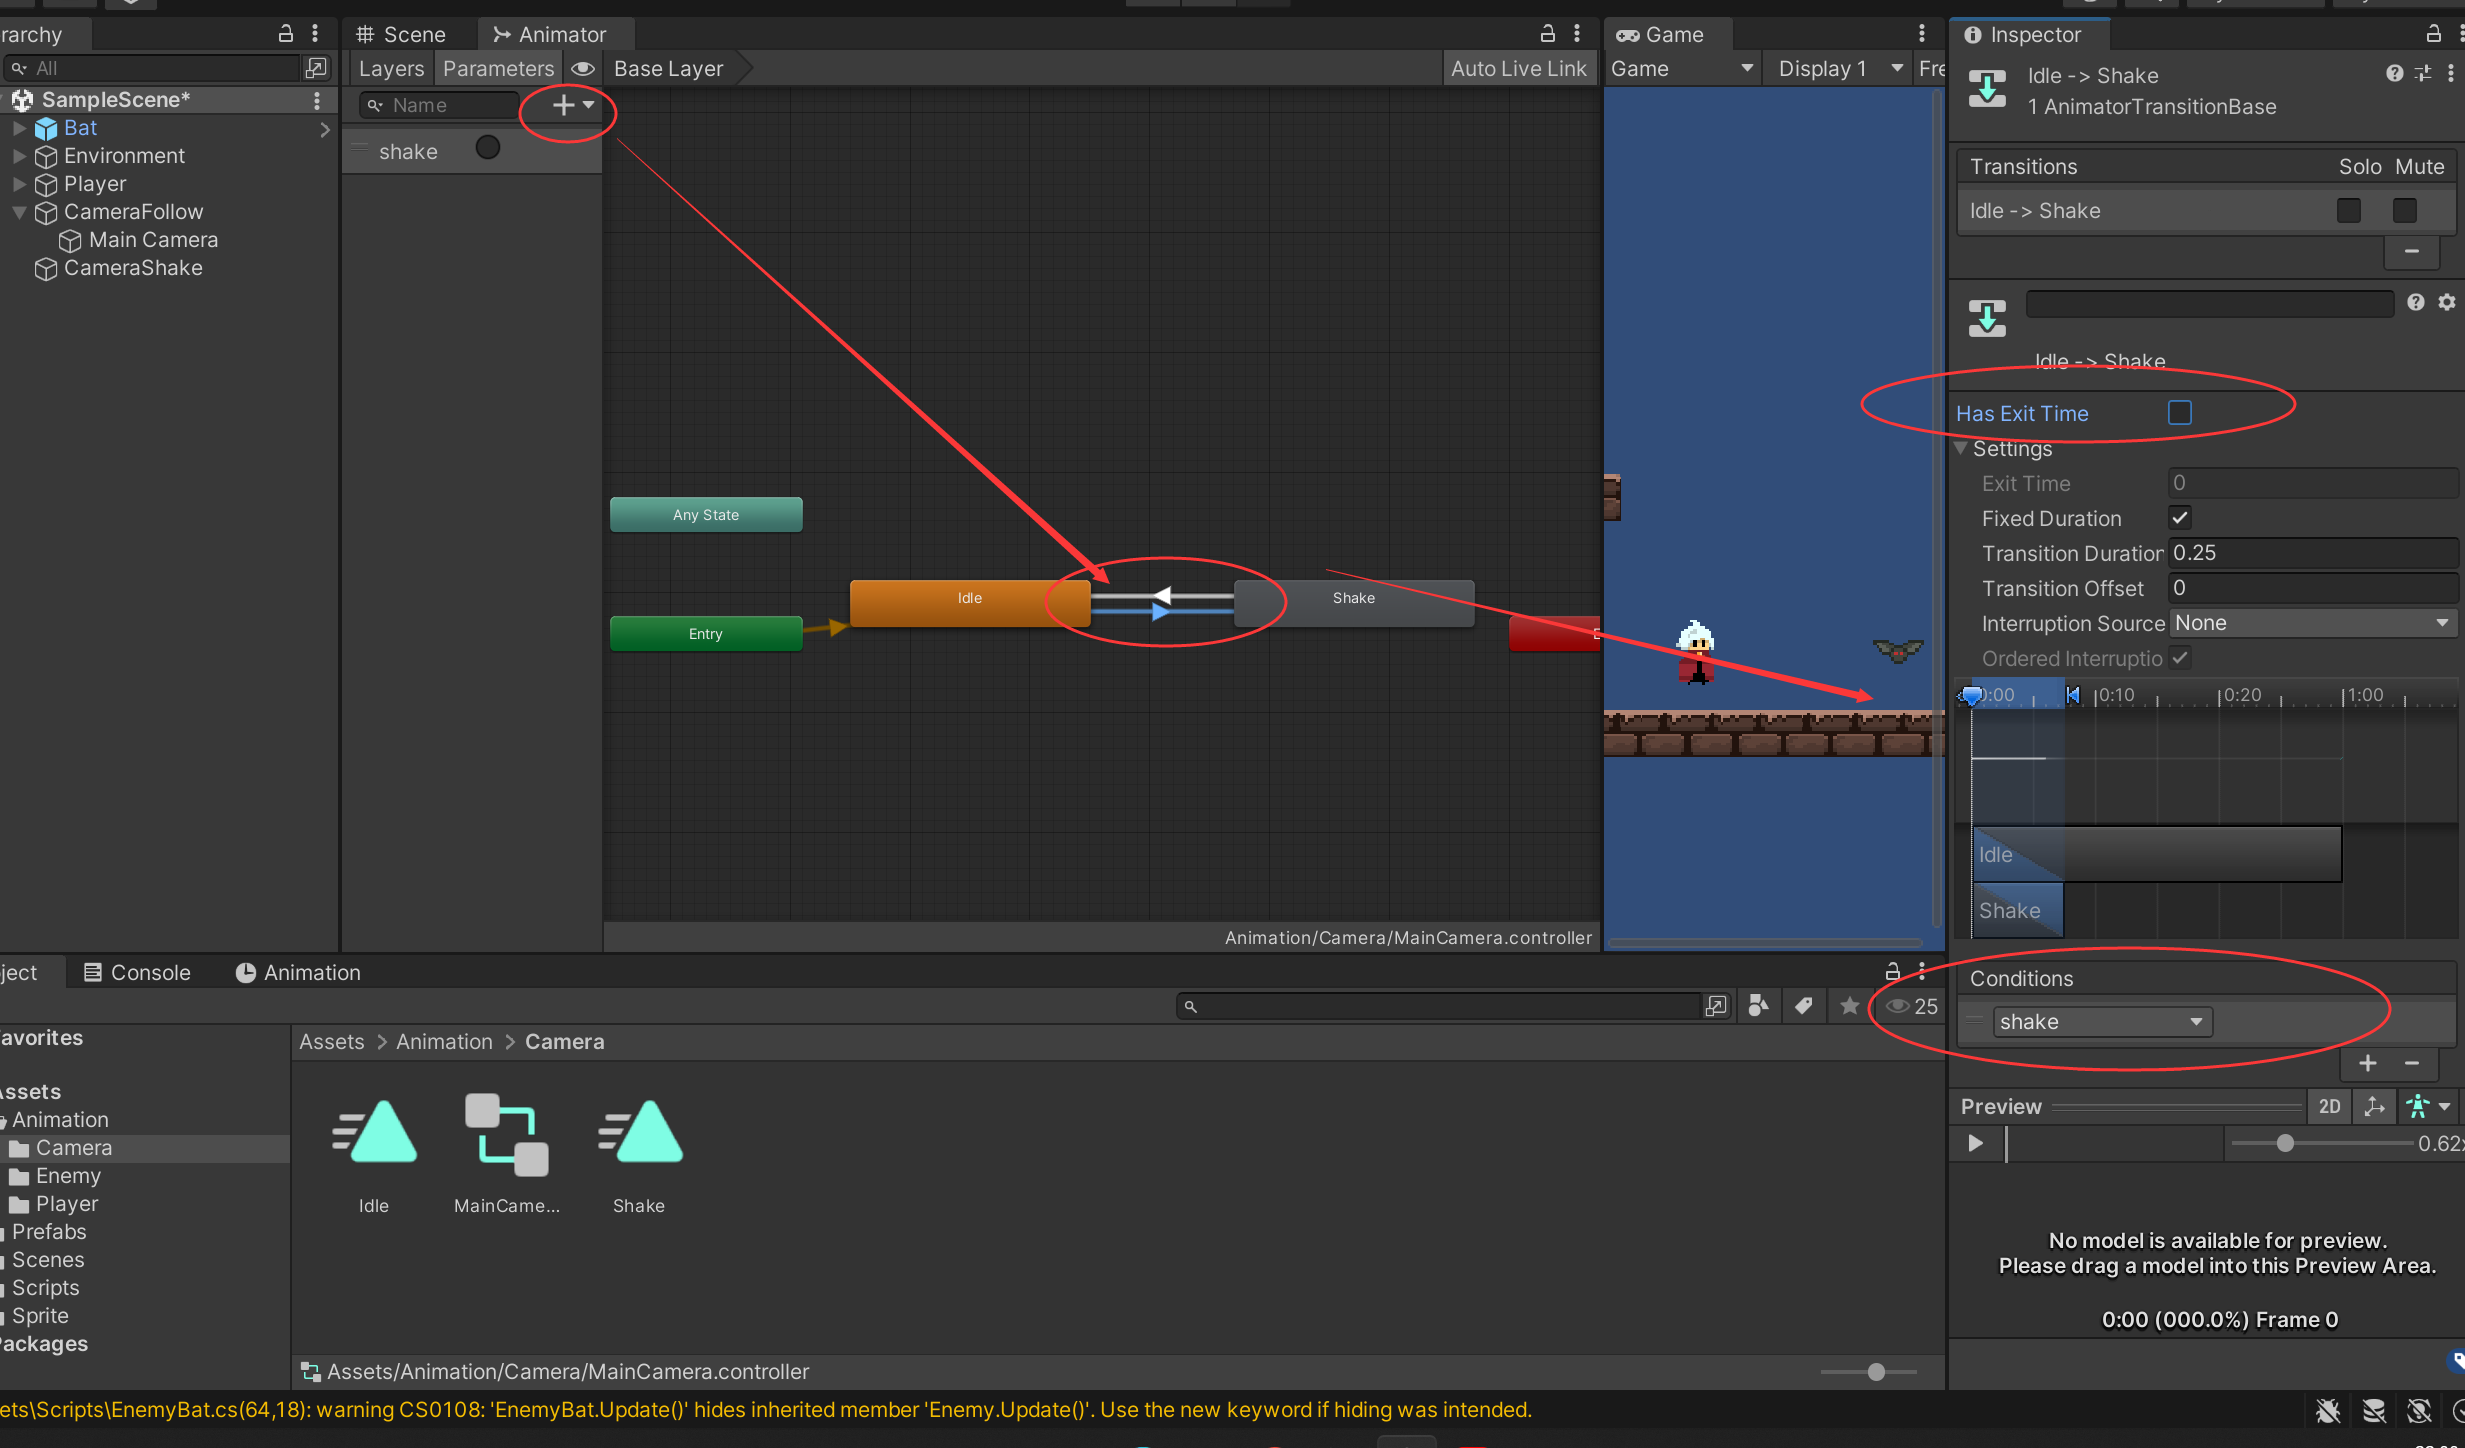 rarchy
Scene
Animator
Game
Inspector
All
Layers
Parameters
Base Layer
Auto Live Link
Game
Display 1
Fre
Idle -> Shake
1 AnimatorTransitionBase
SampleScene*
Name
Bat
Environment
Player
CameraFollow
Main Camera
CameraShake
shake
Transitions
Solo
Mute
Idle -> Shake
Idle -> Shake
Has Exit Time
Settings
Exit Time
0
Fixed Duration
Transition Duration
0.25
Transition Offset
0
Interruption Source
None
Ordered Interruptio
Any State
Entry
Idle
Shake
0:00
0:10
0:20
1:00
Idle
Shake
Animation/Camera/MainCamera.controller
ject
Console
Animation
25
Conditions
shake
avorites
Assets > Animation > Camera
Assets
Animation
Camera
Enemy
Player
Prefabs
Scenes
Scripts
Sprite
Packages
Idle
MainCame...
Shake
Preview
2D
0.62x
No model is available for preview.
Please drag a model into this Preview Area.
0:00 (000.0%) Frame 0
Assets/Animation/Camera/MainCamera.controller
ets\Scripts\EnemyBat.cs(64,18): warning CS0108: 'EnemyBat.Update()' hides inherited member 'Enemy.Update()'. Use the new keyword if hiding was intended.